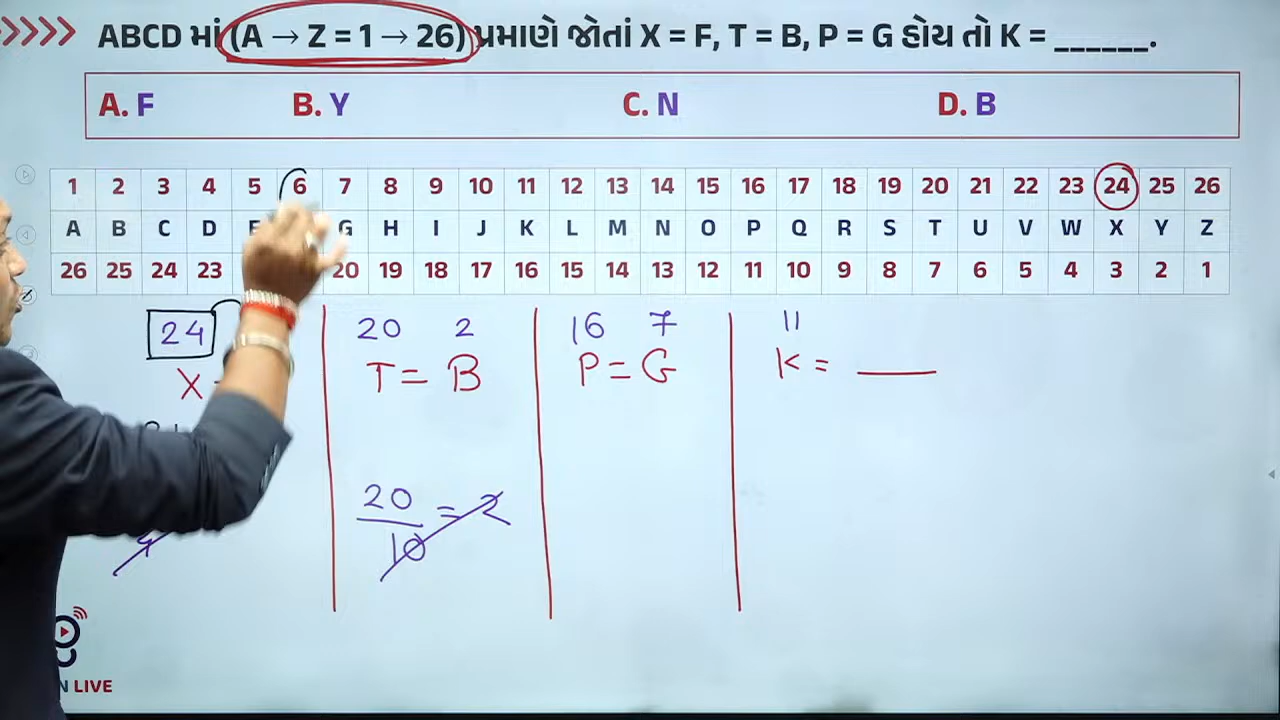 ABCD માં (A → Z = 1 → 26) પ્રમાણે જોતાં X = F, T = B, P = G હોય તો K = ______.
A. F B. Y C. N D. B
1 2 3 4 5 6 7 8 9 10 11 12 13 14 15 16 17 18 19 20 21 22 23 24 25 26
A B C D E G H I J K L M N O P Q R S T U V W X Y Z
26 25 24 23 20 19 18 17 16 15 14 13 12 11 10 9 8 7 6 5 4 3 2 1
24 20 2 16 7 11
X = T = B P = G K = ____
20 / 10 = 2
LIVE